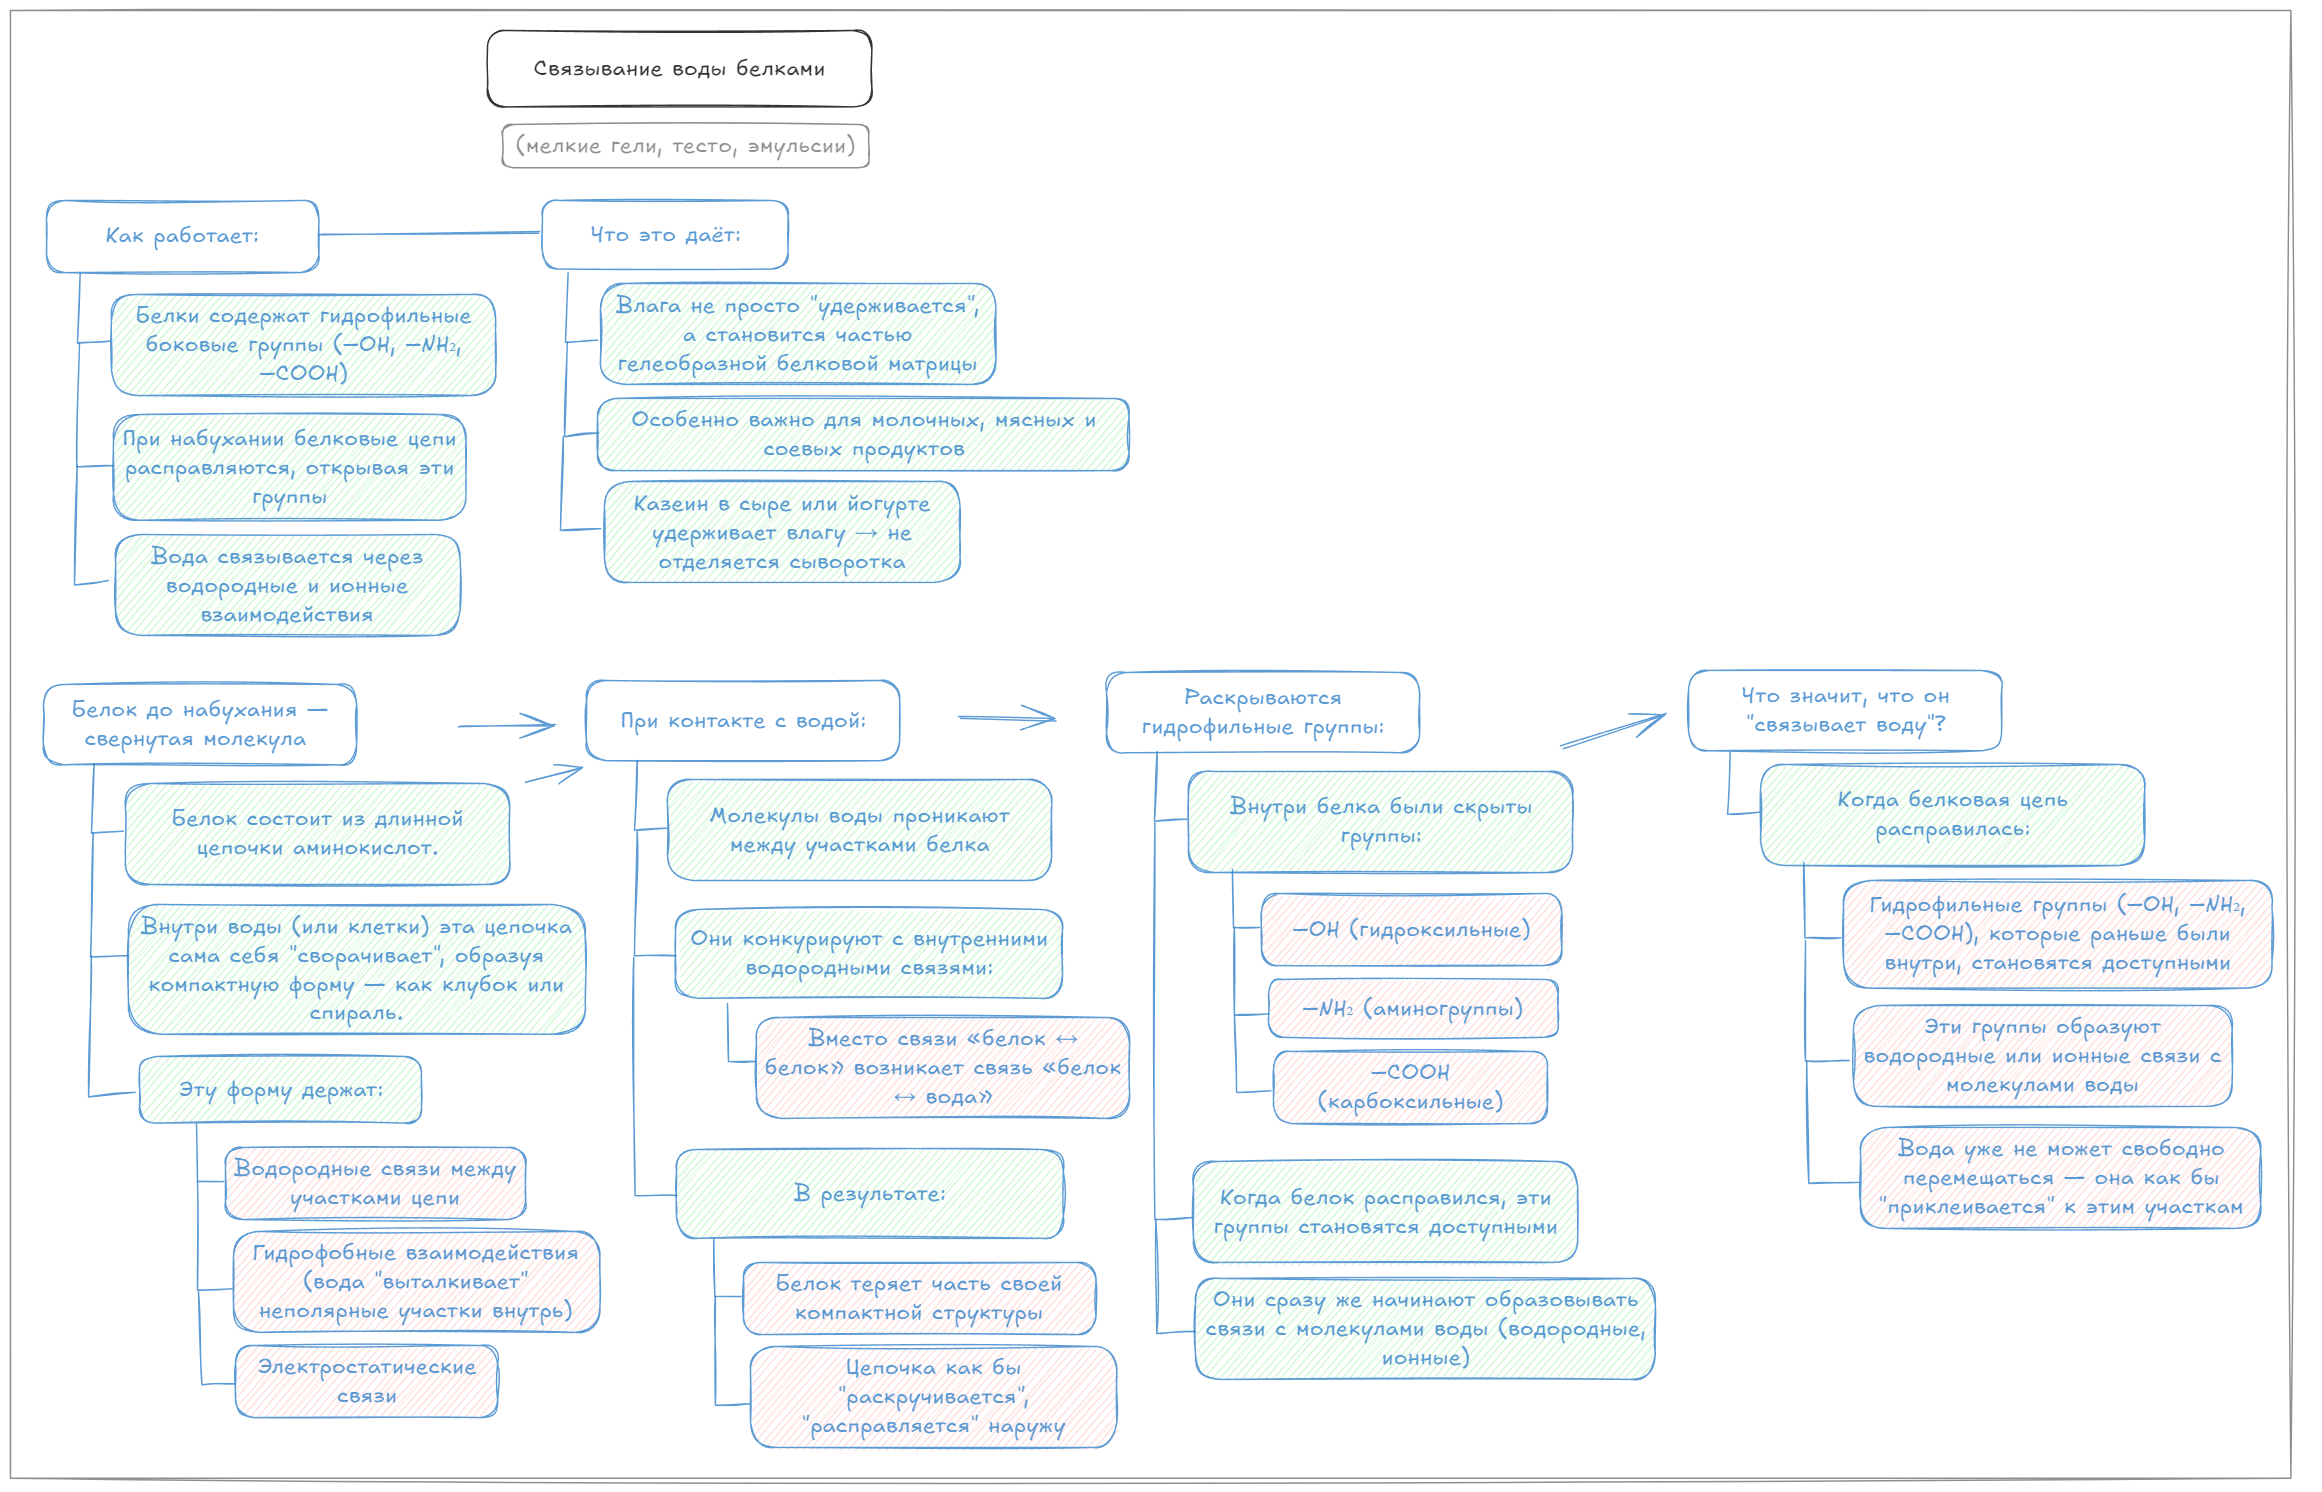 Связывание воды белками
(мелкие гели, тесто, эмульсии)
Как работает:
Белки содержат гидрофильные
боковые группы (—OH, —NH₂,
—COOH)
При набухании белковые цепи
расправляются, открывая эти
группы
Вода связывается через
водородные и ионные
взаимодействия
Что это даёт:
Влага не просто "удерживается",
а становится частью
гелеобразной белковой матрицы
Особенно важно для молочных, мясных и
соевых продуктов
Казеин в сыре или йогурте
удерживает влагу → не
отделяется сыворотка
Белок до набухания —
свернутая молекула
Белок состоит из длинной
цепочки аминокислот.
Внутри воды (или клетки) эта цепочка
сама себя "сворачивает", образуя
компактную форму — как клубок или
спираль.
Эту форму держат:
Водородные связи между
участками цепи
Гидрофобные взаимодействия
(вода "выталкивает"
неполярные участки внутрь)
Электростатические
связи
При контакте с водой:
Молекулы воды проникают
между участками белка
Они конкурируют с внутренними
водородными связями:
Вместо связи «белок ↔
белок» возникает связь «белок
↔ вода»
В результате:
Белок теряет часть своей
компактной структуры
Цепочка как бы
"раскручивается",
"расправляется" наружу
Раскрываются
гидрофильные группы:
Внутри белка были скрыты
группы:
—OH (гидроксильные)
—NH₂ (аминогруппы)
—COOH
(карбоксильные)
Когда белок расправился, эти
группы становятся доступными
Они сразу же начинают образовывать
связи с молекулами воды (водородные,
ионные)
Что значит, что он
"связывает воду"?
Когда белковая цепь
расправилась:
Гидрофильные группы (—OH, —NH₂,
—COOH), которые раньше были
внутри, становятся доступными
Эти группы образуют
водородные или ионные связи с
молекулами воды
Вода уже не может свободно
перемещаться — она как бы
"приклеивается" к этим участкам